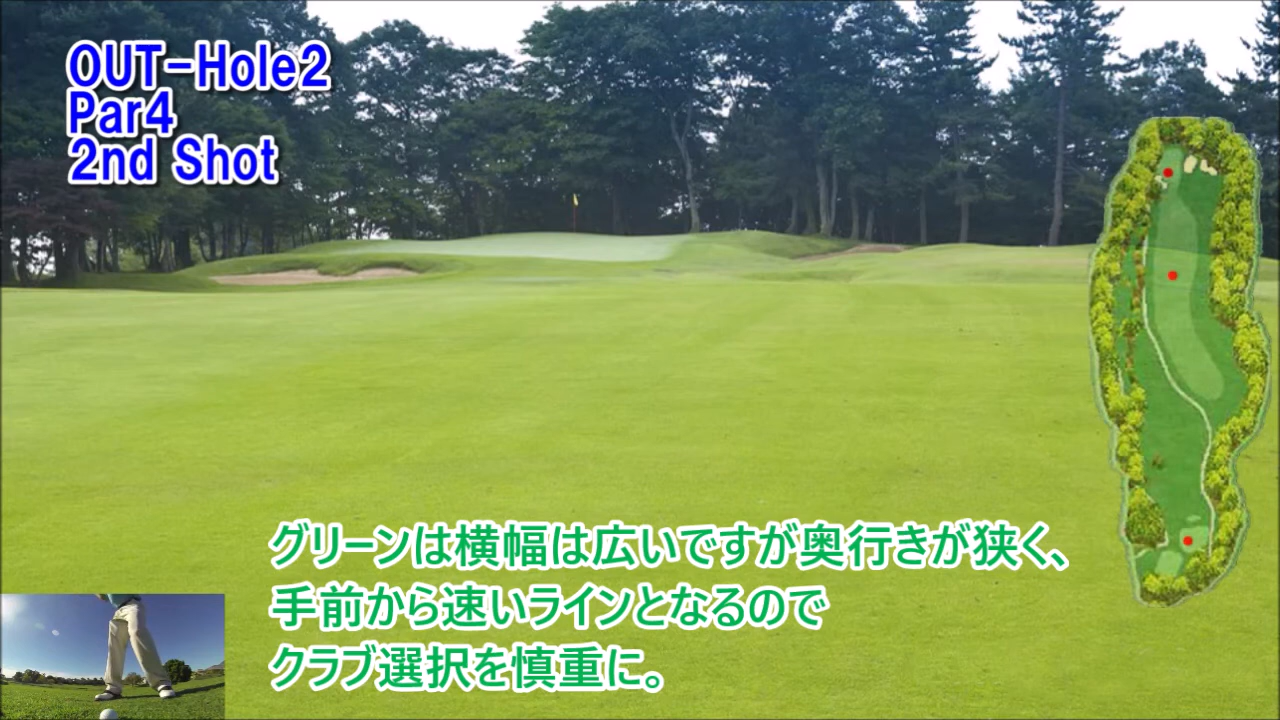 OUT-Hole2
Par4
2nd Shot
グリーンは横幅は広いですが奥行きが狭く、
手前から速いラインとなるので
クラブ選択を慎重に。